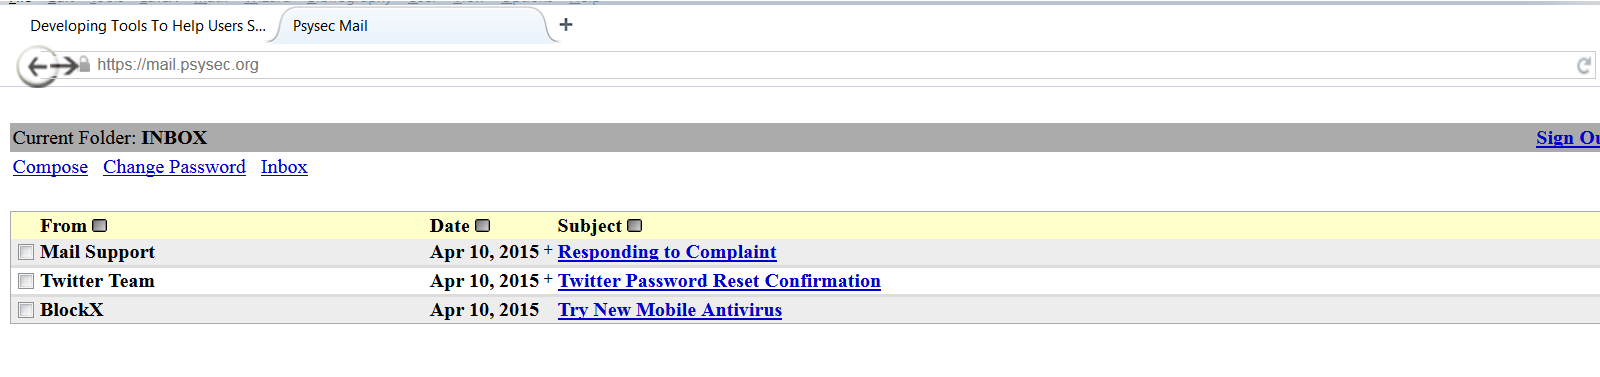 Developing Tools To Help Users S... Psysec Mail +
https://mail.psysec.org
Current Folder: INBOX Sign
Compose Change Password Inbox
From Date Subject
Mail Support Apr 10, 2015 + Responding to Complaint
Twitter Team Apr 10, 2015 + Twitter Password Reset Confirmation
BlockX Apr 10, 2015 Try New Mobile Antivirus